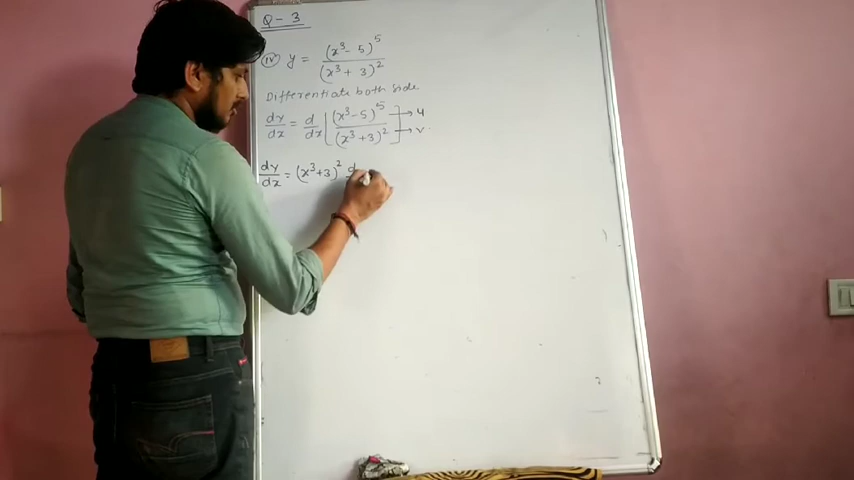 Q - 3
(iv) y = (x³ - 5)⁵ / (x³ + 3)²
Differentiate both side
dy/dx = d/dx [(x³ - 5)⁵ / (x³ + 3)²] → u → v
dy/dx = (x³ + 3)² d